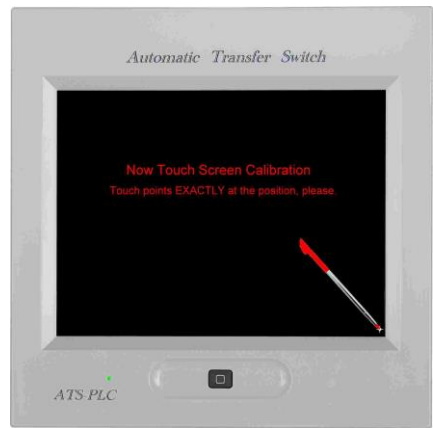 Automatic Transfer Switch
Now Touch Screen Calibration
Touch points EXACTLY at the position, please
ATS-PLC